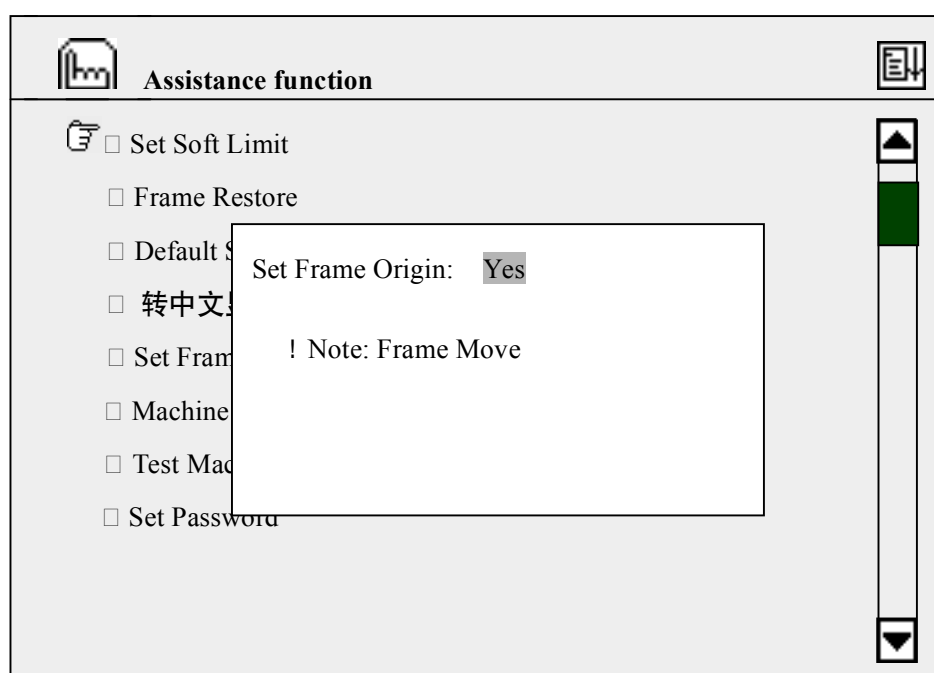 Assistance function
Set Soft Limit
Frame Restore
Default
转中文
Set Fram
Machine
Test Mac
Set Password
Set Frame Origin: Yes
! Note: Frame Move